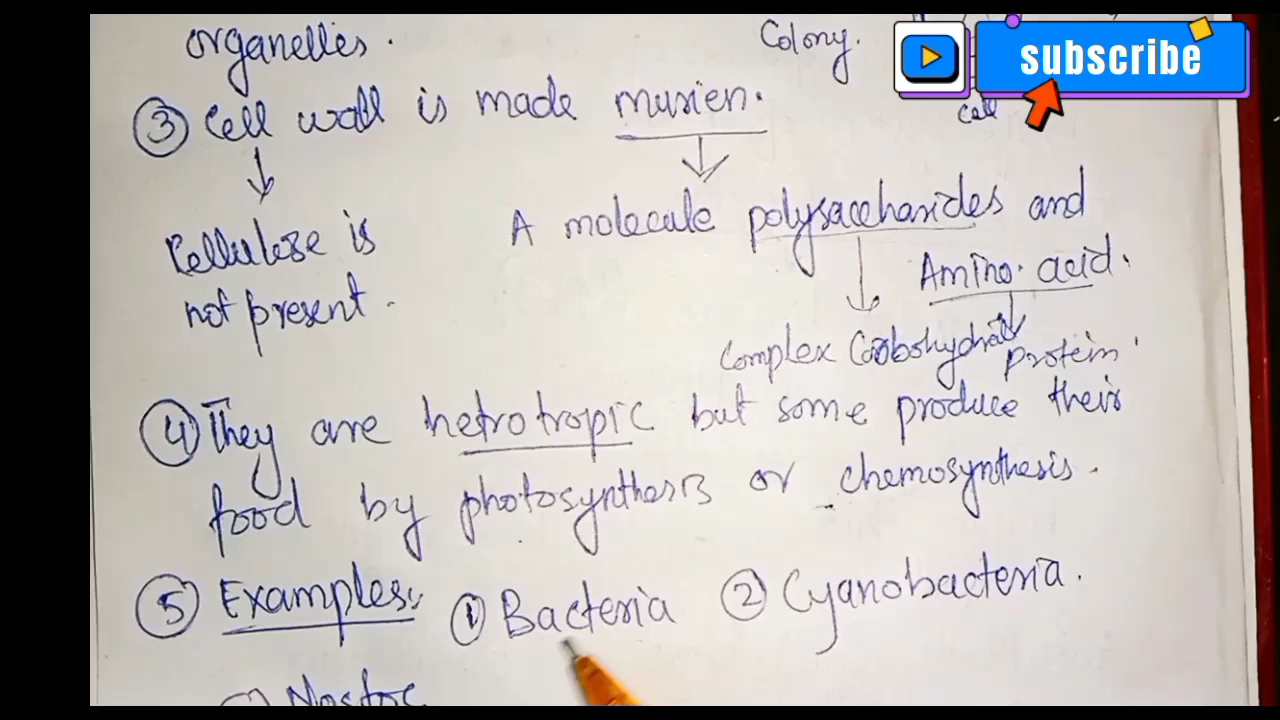 organelles.
Colony.
subscribe
cell
③ Cell wall is made murien.
Cellulose is
not present.
A molecule polysaccharides and
Amino acid.
Complex Carbohydrate
protein.
④ They are hetrotropic but some produce their
food by photosynthesis or chemosynthesis.
⑤ Examples:
① Bacteria ② Cyanobacteria.
Nostoc